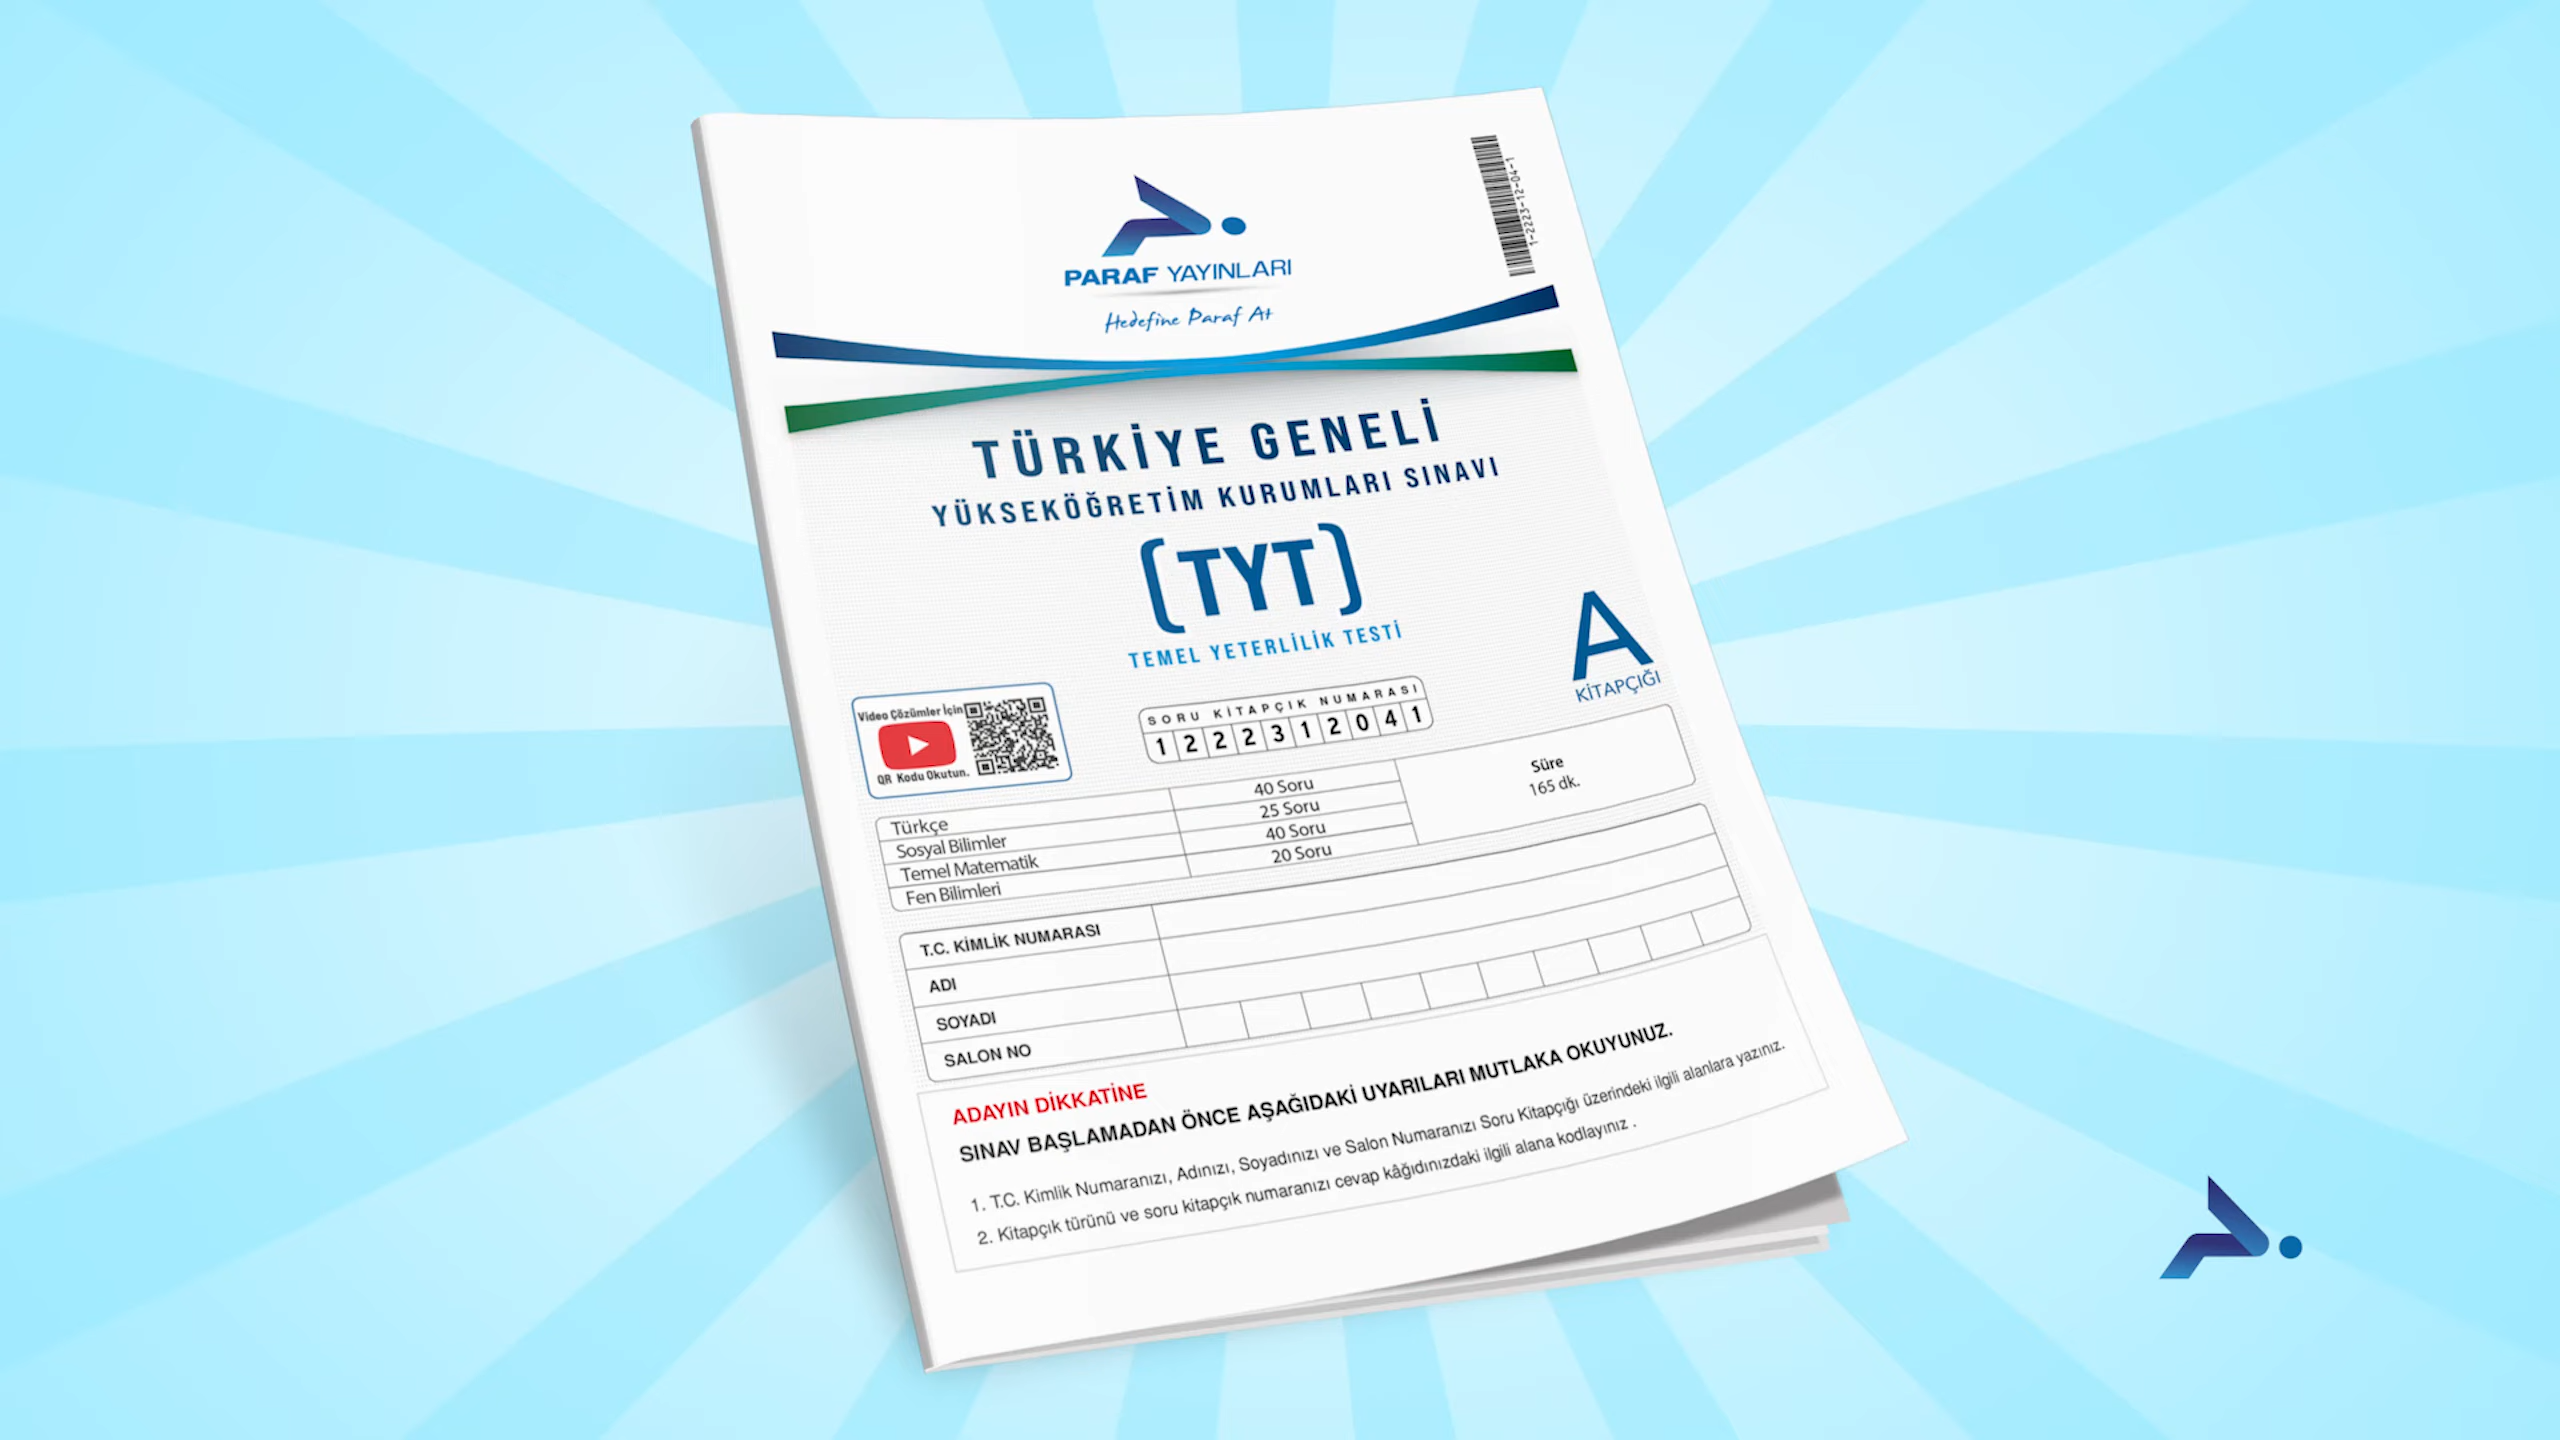 1-2223-12-04-1
PARAF YAYINLARI
Hedefine Paraf At
TÜRKİYE GENELİ
YÜKSEKÖĞRETİM KURUMLARI SINAVI
(TYT)
TEMEL YETERLİLİK TESTİ
A
KİTAPÇIĞI
Video Çözümler İçin
QR Kodu Okutun.
SORU KİTAPÇIK NUMARASI
1 2 2 2 3 1 2 0 4 1
Türkçe 40 Soru
Sosyal Bilimler 25 Soru
Temel Matematik 40 Soru
Fen Bilimleri 20 Soru
Süre
165 dk.
T.C. KİMLİK NUMARASI
ADI
SOYADI
SALON NO
ADAYIN DİKKATİNE
SINAV BAŞLAMADAN ÖNCE AŞAĞIDAKİ UYARILARI MUTLAKA OKUYUNUZ.
1. T.C. Kimlik Numaranızı, Adınızı, Soyadınızı ve Salon Numaranızı Soru Kitapçığı üzerindeki ilgili alanlara yazınız.
2. Kitapçık türünü ve soru kitapçık numaranızı cevap kâğıdınızdaki ilgili alana kodlayınız .